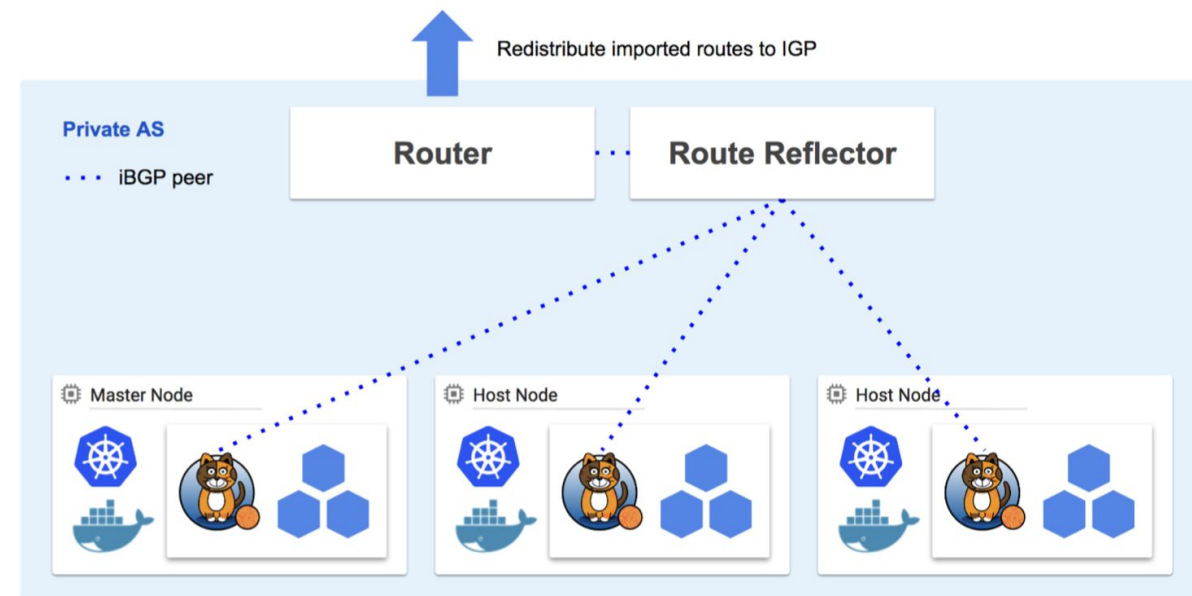 Redistribute imported routes to IGP
Private AS
iBGP peer
Router
Route Reflector
Master Node
Host Node
Host Node